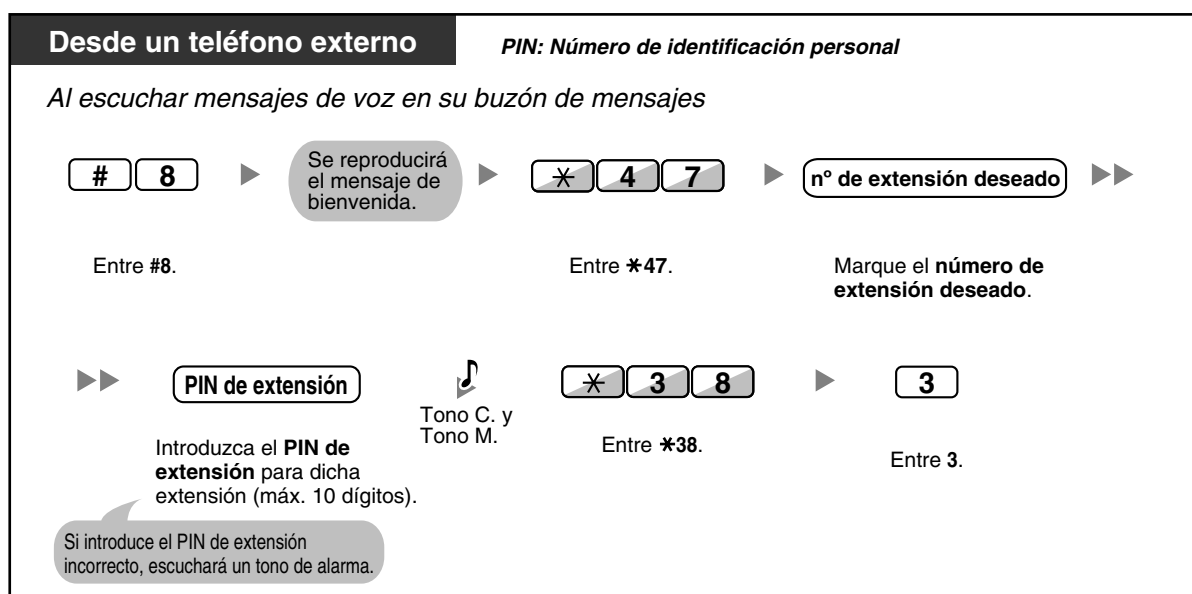 Desde un teléfono externo
PIN: Número de identificación personal
Al escuchar mensajes de voz en su buzón de mensajes
# 8
Se reproducirá
el mensaje de
bienvenida.
* 4 7
nº de extensión deseado
Entre #8.
Entre *47.
Marque el número de
extensión deseado.
PIN de extensión
Tono C. y
Tono M.
* 3 8
3
Introduzca el PIN de
extensión para dicha
extensión (máx. 10 dígitos).
Entre *38.
Entre 3.
Si introduce el PIN de extensión
incorrecto, escuchará un tono de alarma.